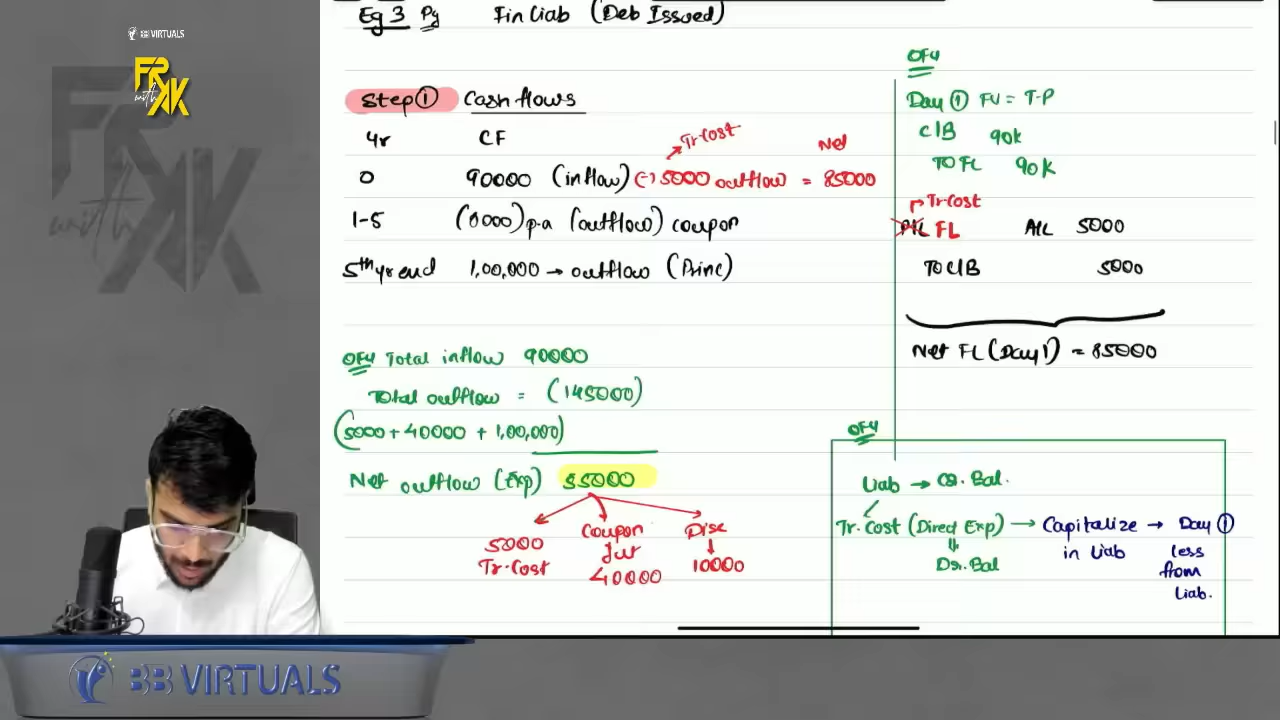 BB VIRTUALS
FR with AK
Eg 3 Py Fin Liab (Deb Issued)
Step ① Cash flows
Yr CF
0 90000 (inflow) (-) 5000 outflow = 85000
Tr Cost
Net
1-5 (8000) p.a (outflow) coupon
5th yr end 1,00,000 → outflow (Princ)
OF4 Total inflow 90000
Total outflow = (145000)
(5000 + 40000 + 1,00,000)
Net outflow (Exp) 55000
5000 Tr. Cost
Coupon Int 40000
Disc 10000
OF4
Day ① FV = T.P
C/B 90k
TO FL 90k
Tr Cost
P/L FL A/c 5000
TO C/B 5000
Net FL (Day 1) = 85000
OF4
Liab → Cr. Bal.
Tr. Cost (Direct Exp) → Capitalize in Liab → Day ① less from Liab.
Dr. Bal
BB VIRTUALS